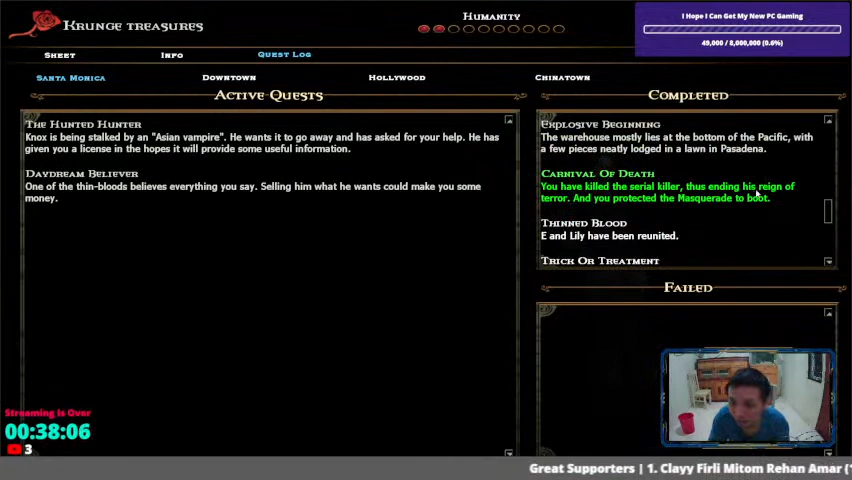 Krunge treasures
Humanity
I Hope I Can Get My New PC Gaming
49,000 / 8,000,000 (0.6%)
Sheet
Info
Quest Log
Santa Monica
Downtown
Hollywood
Chinatown
Active Quests
The Hunted Hunter
Knox is being stalked by an "Asian vampire". He wants it to go away and has asked for your help. He has
given you a license in the hopes it will provide some useful information.
Daydream Believer
One of the thin-bloods believes everything you say. Selling him what he wants could make you some
money.
Completed
Explosive Beginning
The warehouse mostly lies at the bottom of the Pacific, with
a few pieces neatly lodged in a lawn in Pasadena.
Carnival Of Death
You have killed the serial killer, thus ending his reign of
terror. And you protected the Masquerade to boot.
Thinned Blood
E and Lily have been reunited.
Trick Or Treatment
Failed
Streaming Is Over
00:38:06
3
Great Supporters | 1. Clayy Firli Mitom Rehan Amar (